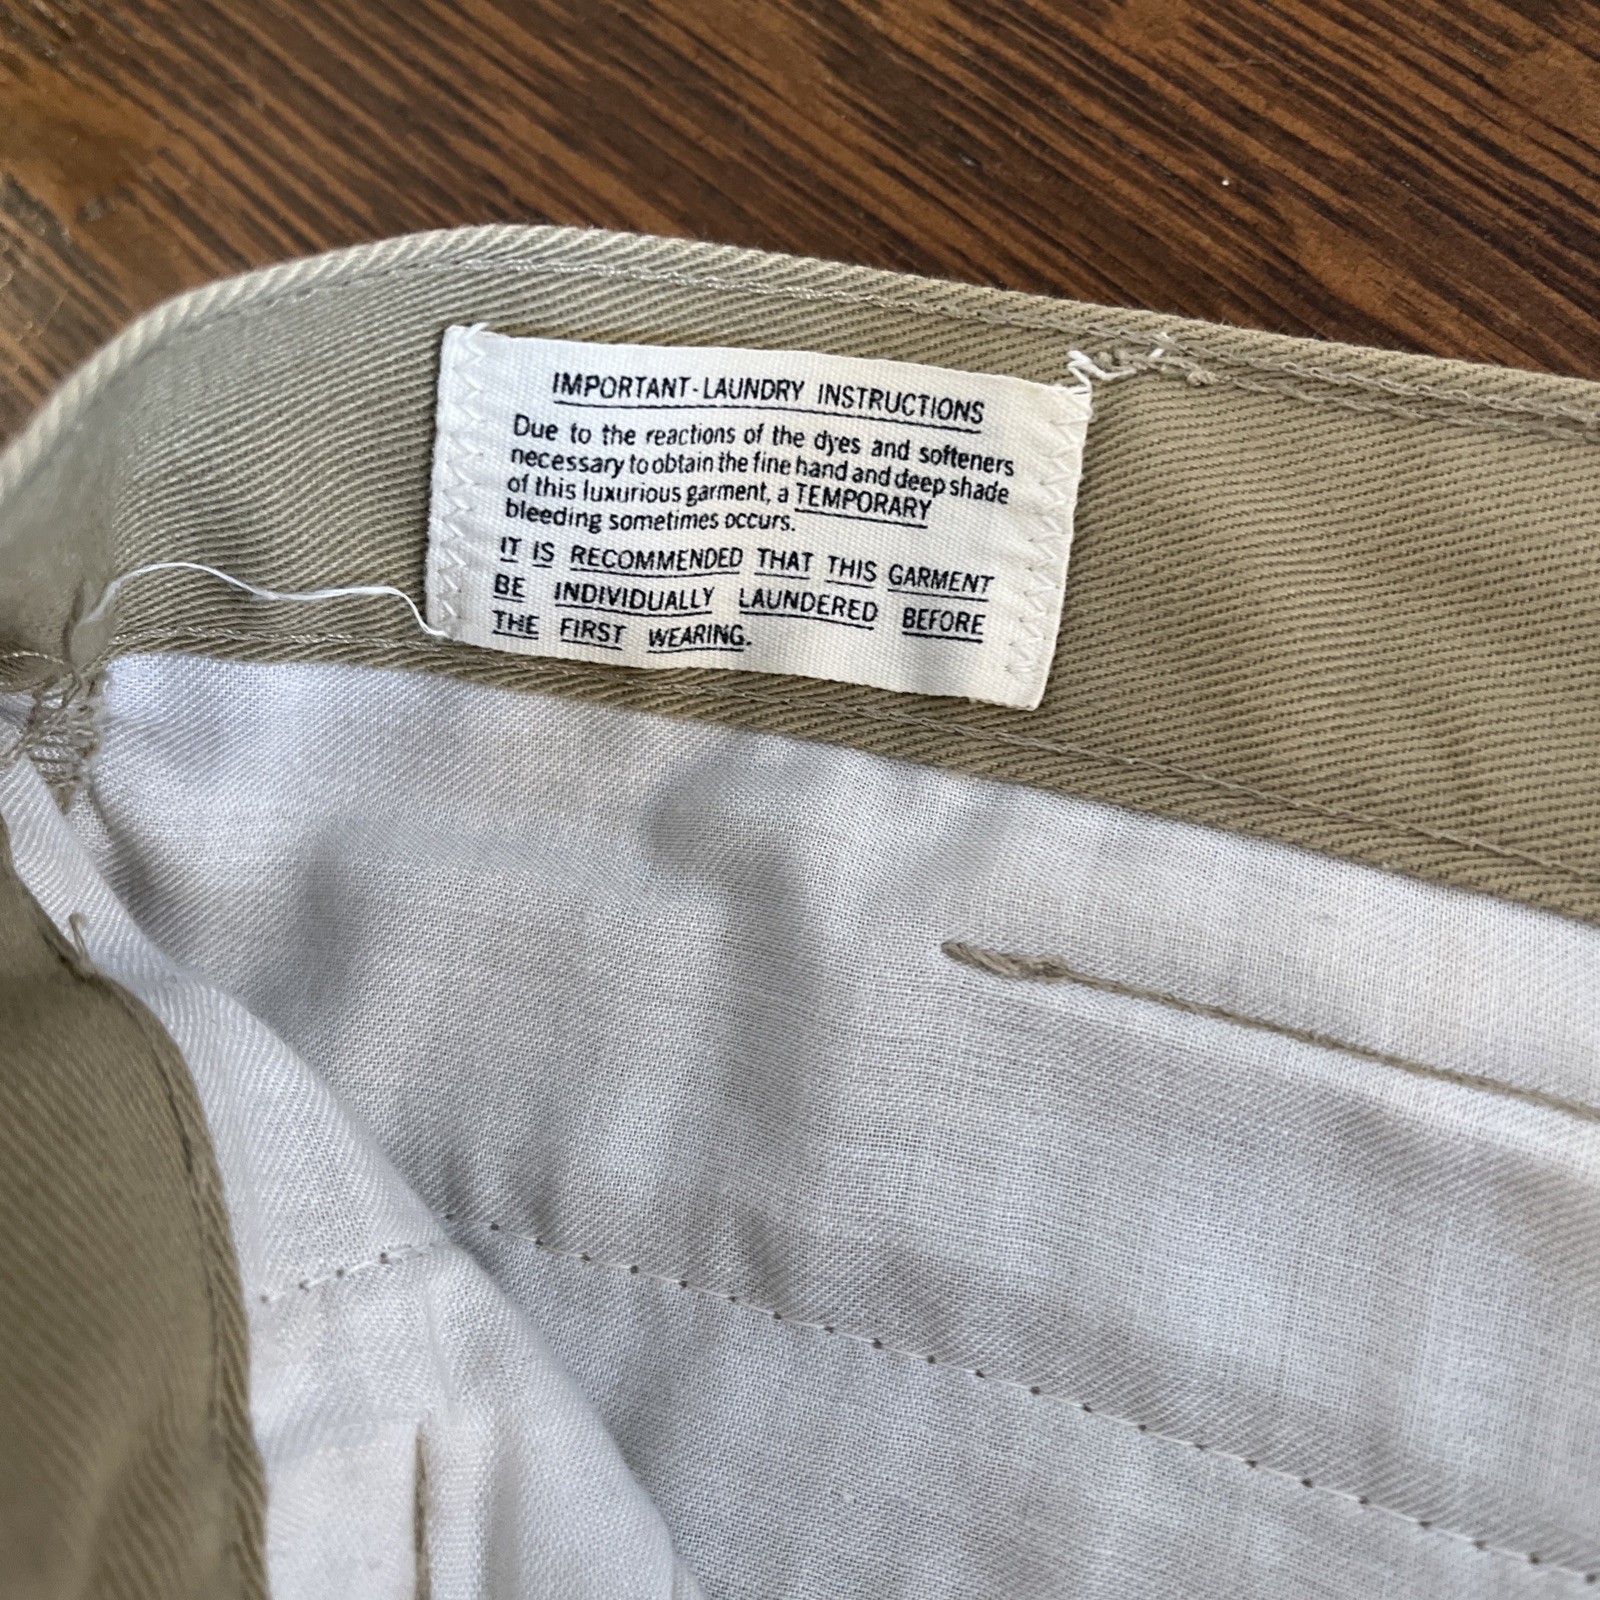 IMPORTANT-LAUNDRY INSTRUCTIONS
Due to the reactions of the dyes and softeners
necessary to obtain the fine hand and deep shade
of this luxurious garment, a TEMPORARY
bleeding sometimes occurs.
IT IS RECOMMENDED THAT THIS GARMENT
BE INDIVIDUALLY LAUNDERED BEFORE
THE FIRST WEARING.